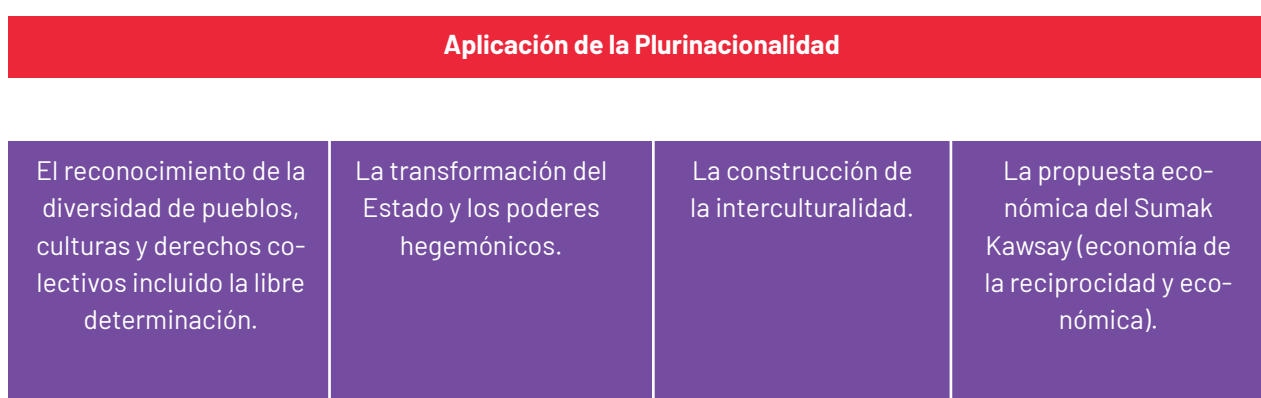 Aplicación de la Plurinacionalidad
El reconocimiento de la
diversidad de pueblos,
culturas y derechos co-
lectivos incluido la libre
determinación.
La transformación del
Estado y los poderes
hegemónicos.
La construcción de
la interculturalidad.
La propuesta eco-
nómica del Sumak
Kawsay (economía de
la reciprocidad y eco-
nómica).